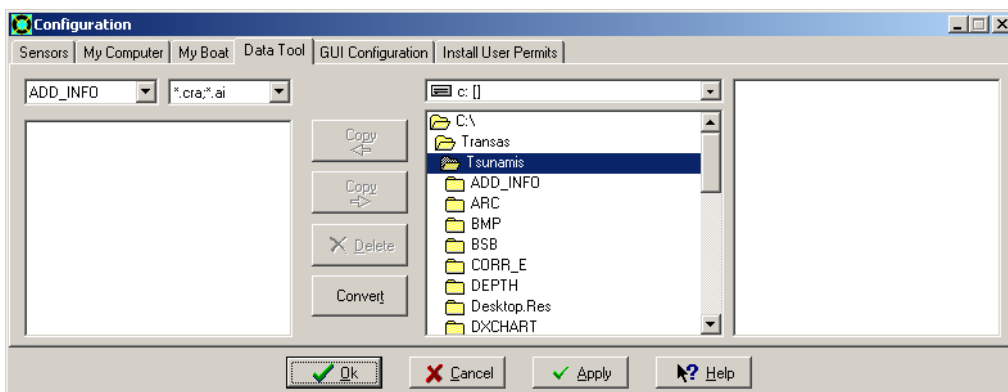 Configuration
Sensors My Computer My Boat Data Tool GUI Configuration Install User Permits
ADD_INFO *.cra;*.ai c: []
Copy
Copy
Delete
Convert
C:\
Transas
Tsunamis
ADD_INFO
ARC
BMP
BSB
CORR_E
DEPTH
Desktop.Res
DXCHART
Ok Cancel Apply Help